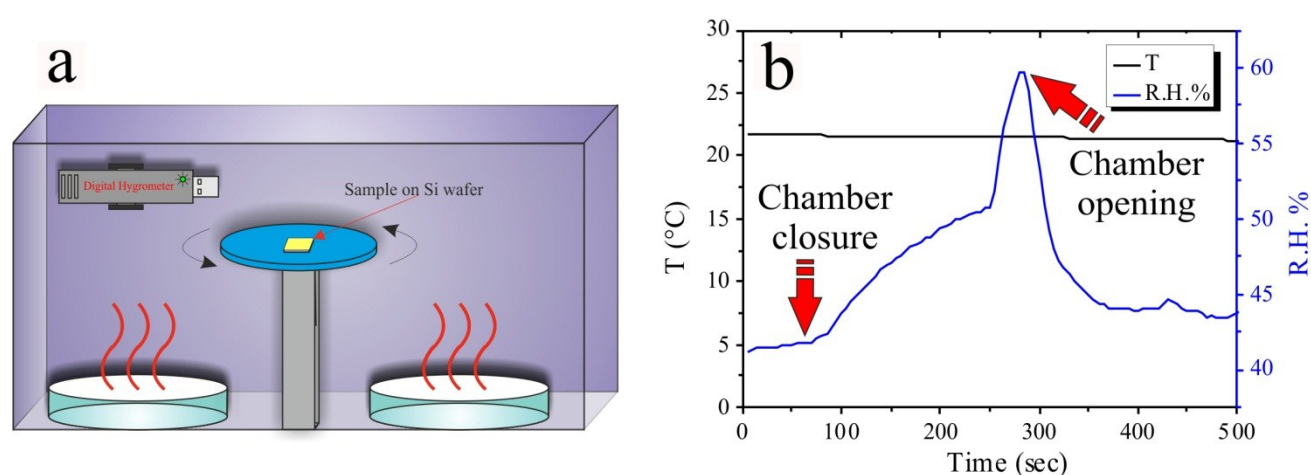 a
Digital Hygrometer
Sample on Si wafer
b
T
R.H.%
Chamber
closure
Chamber
opening
T (°C)
30
25
20
15
10
5
0
R.H. %
60
55
50
45
40
0
100
200
300
400
500
Time (sec)